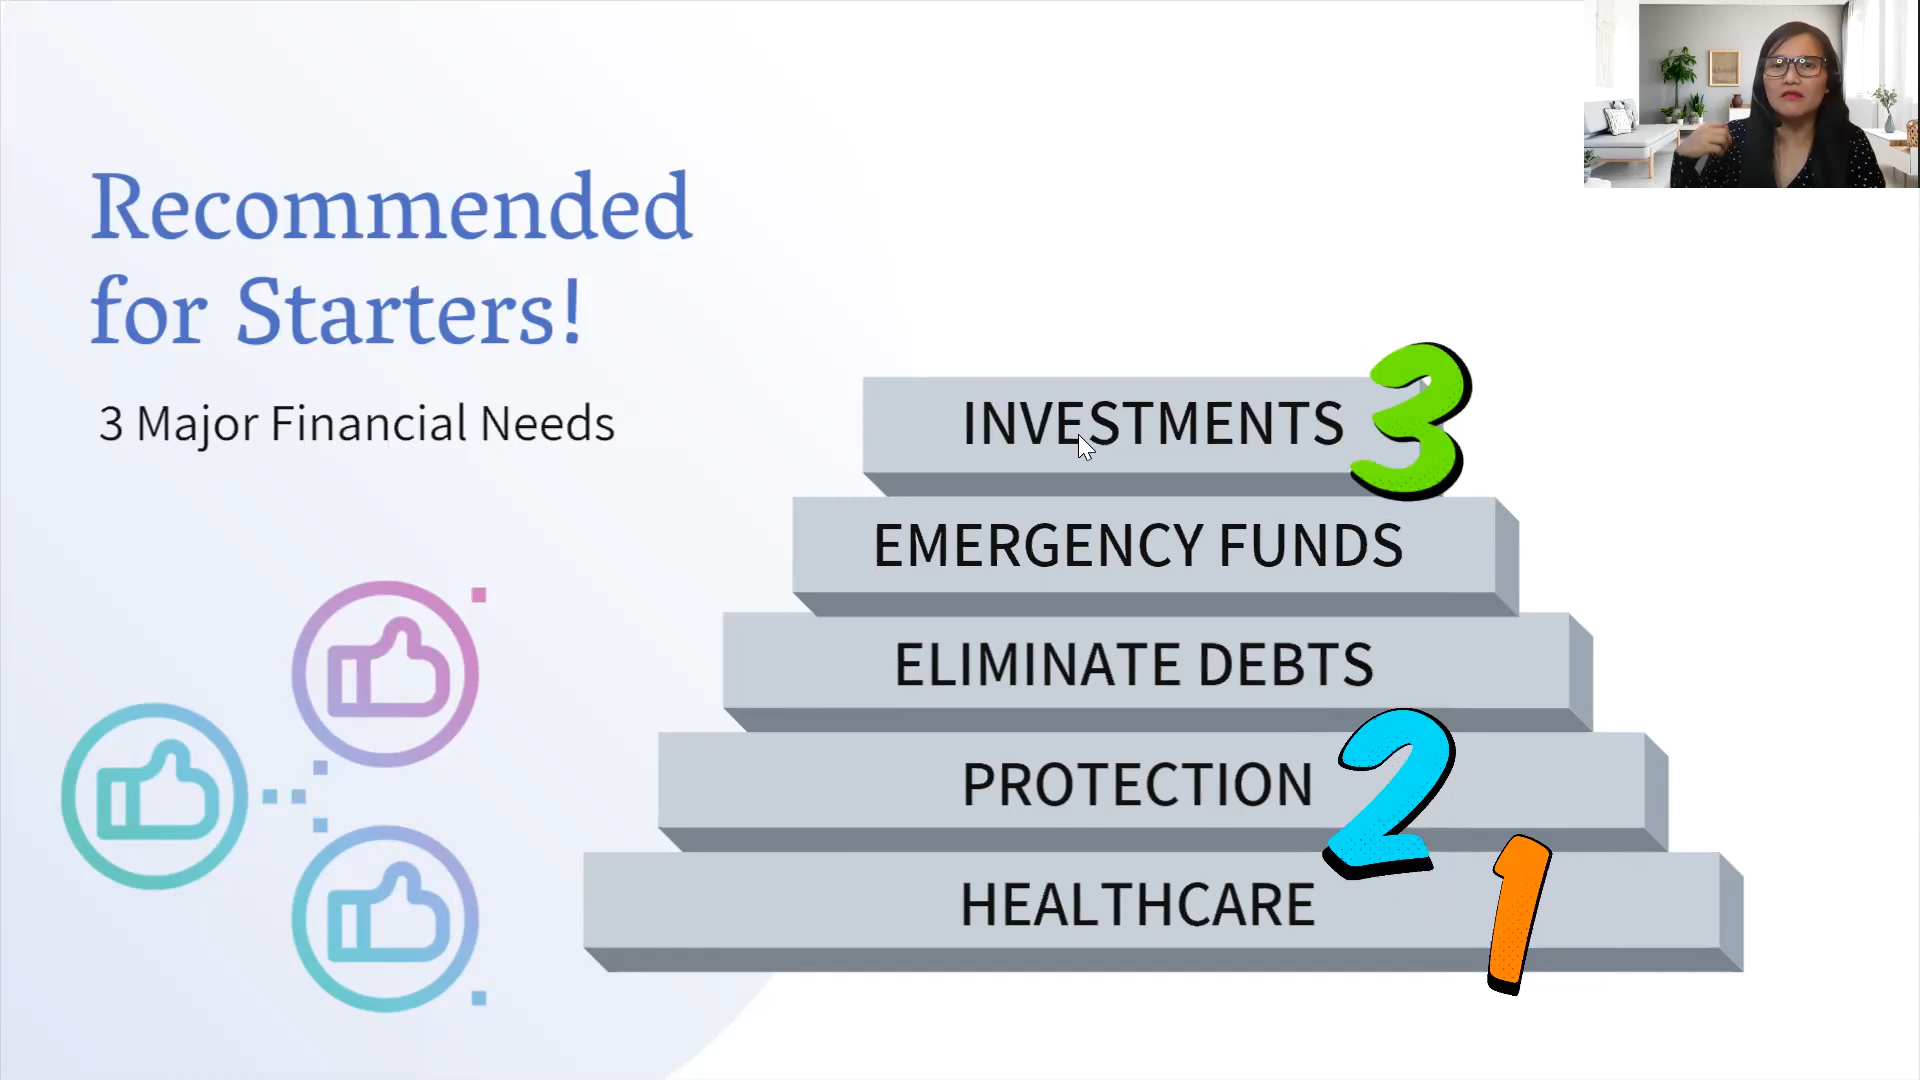 Recommended
for Starters!
3 Major Financial Needs
INVESTMENTS 3
EMERGENCY FUNDS
ELIMINATE DEBTS
PROTECTION 2
HEALTHCARE 1